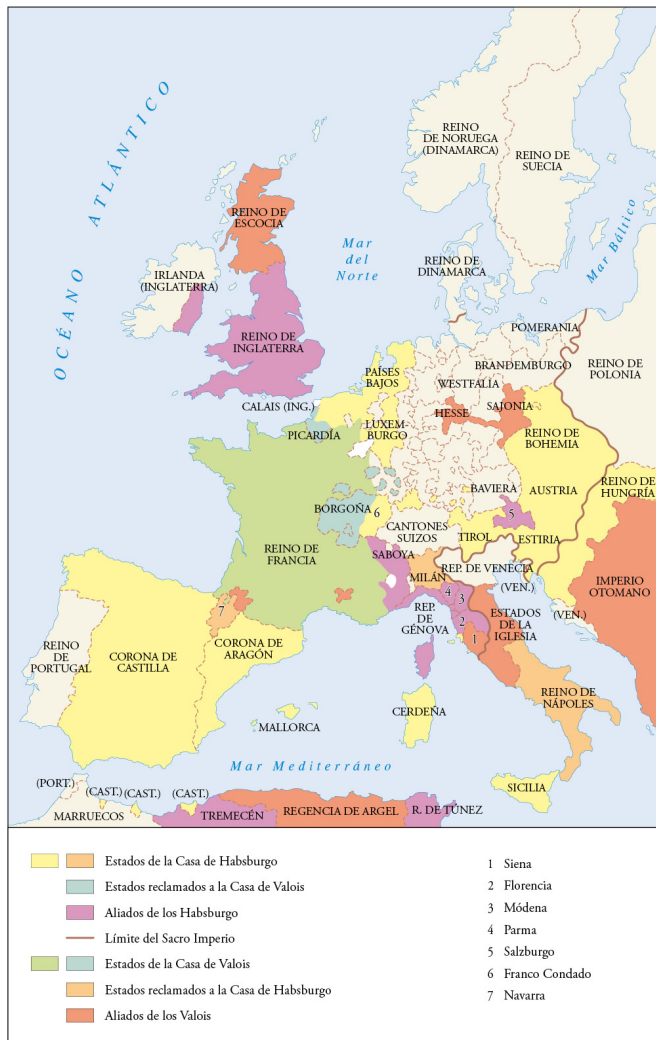 OCÉANO ATLÁNTICO
REINO
DE NORUEGA
(DINAMARCA)
REINO DE
SUECIA
REINO DE
ESCOCIA
Mar
del
Norte
Mar Báltico
REINO DE
DINAMARCA
IRLANDA
(INGLATERRA)
REINO DE
INGLATERRA
POMERANIA
BRANDEMBURGO
REINO DE
POLONIA
PAÍSES
BAJOS
WESTFALIA
HESSE
SAJONIA
CALAIS (ING.)
LUXEM-
BURGO
PICARDÍA
REINO DE
BOHEMIA
REINO DE
HUNGRÍA
BAVIERA
AUSTRIA
BORGOÑA
6
5
CANTONES
SUIZOS
TIROL
ESTIRIA
REINO DE
FRANCIA
SABOYA
REP. DE VENECIA
(VEN.)
MILÁN
IMPERIO
OTOMANO
4
3
7
REP.
DE
GÉNOVA
2
1
ESTADOS
DE LA
IGLESIA
(VEN.)
REINO
DE
PORTUGAL
CORONA DE
CASTILLA
CORONA DE
ARAGÓN
REINO DE
NÁPOLES
CERDEÑA
MALLORCA
Mar Mediterráneo
SICILIA
(PORT.)
(CAST.)
(CAST.)
(CAST.)
MARRUECOS
TREMECÉN
REGENCIA DE ARGEL
R. DE TÚNEZ
Estados de la Casa de Habsburgo
Estados reclamados a la Casa de Valois
Aliados de los Habsburgo
Límite del Sacro Imperio
Estados de la Casa de Valois
Estados reclamados a la Casa de Habsburgo
Aliados de los Valois
1 Siena
2 Florencia
3 Módena
4 Parma
5 Salzburgo
6 Franco Condado
7 Navarra